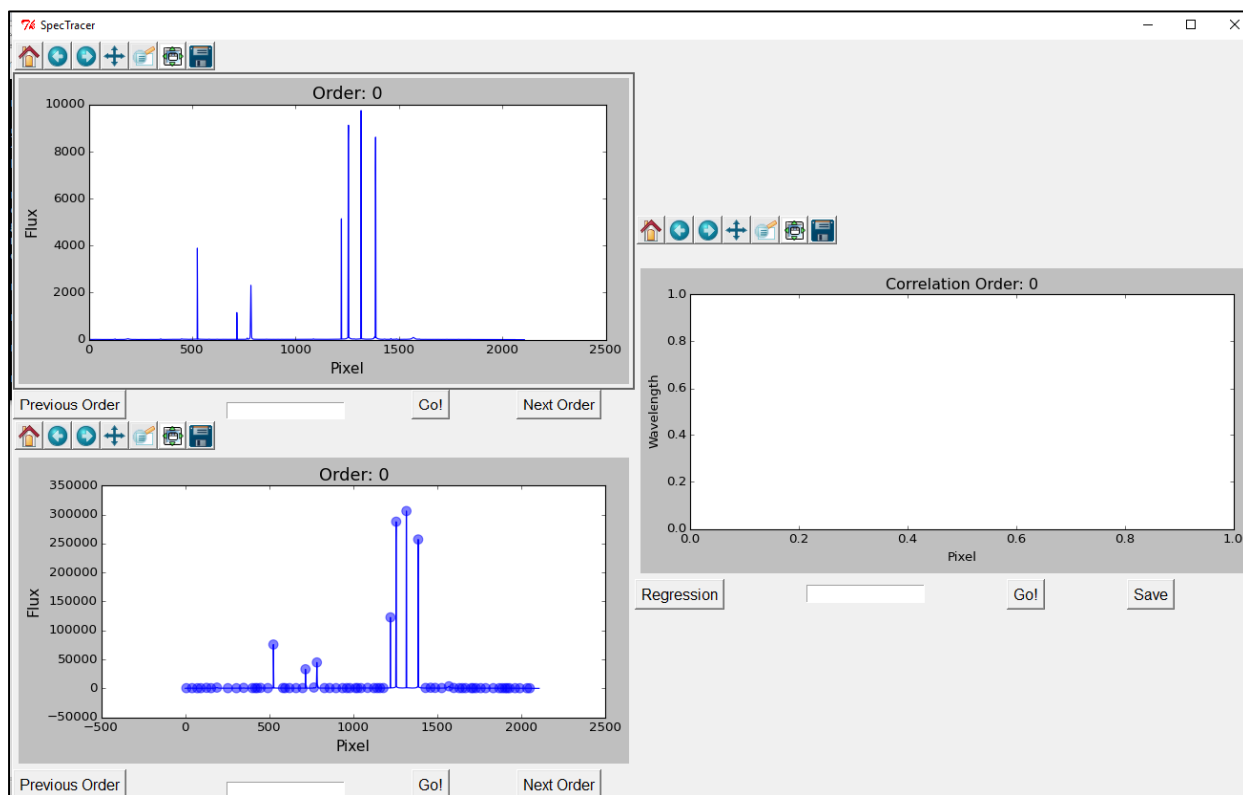 SpecTracer
Order: 0
10000
8000
6000
4000
2000
0
Flux
0 500 1000 1500 2000 2500
Pixel
Previous Order Go! Next Order
Order: 0
350000
300000
250000
200000
150000
100000
50000
0
−50000
Flux
−500 0 500 1000 1500 2000 2500
Pixel
Previous Order Go! Next Order
Correlation Order: 0
1.0
0.8
0.6
0.4
0.2
0.0
Wavelength
0.0 0.2 0.4 0.6 0.8 1.0
Pixel
Regression Go! Save